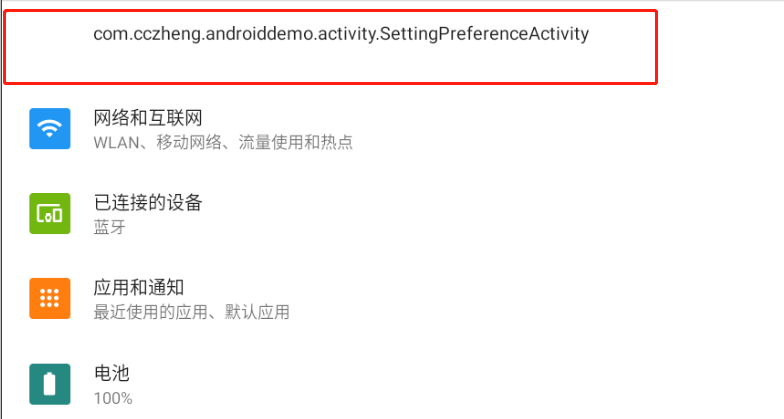 com.cczheng.androiddemo.activity.SettingPreferenceActivity
网络和互联网
WLAN、移动网络、流量使用和热点
已连接的设备
蓝牙
应用和通知
最近使用的应用、默认应用
电池
100%